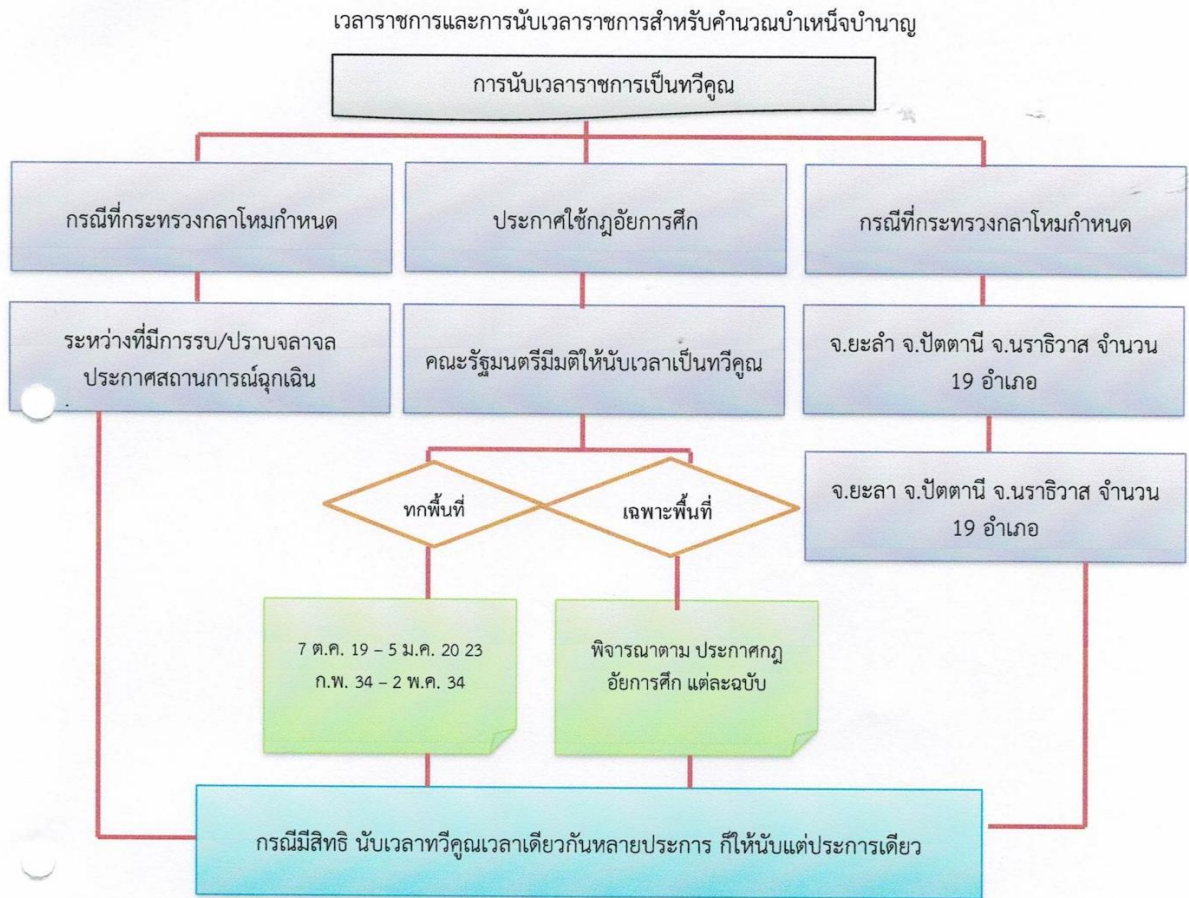 เวลาราชการและการนับเวลาราชการสำหรับคำนวณบำเหน็จบำนาญ
การนับเวลาราชการเป็นทวีคูณ
กรณีที่กระทรวงกลาโหมกำหนด
ประกาศใช้กฎอัยการศึก
กรณีที่กระทรวงกลาโหมกำหนด
ระหว่างที่มีการรบ/ปราบจลาจล
ประกาศสถานการณ์ฉุกเฉิน
คณะรัฐมนตรีมีมติให้นับเวลาเป็นทวีคูณ
จ.ยะลำ จ.ปัตตานี จ.นราธิวาส จำนวน
19 อำเภอ
ทกพื้นที่
เฉพาะพื้นที่
จ.ยะลา จ.ปัตตานี จ.นราธิวาส จำนวน
19 อำเภอ
7 ต.ค. 19 – 5 ม.ค. 20 23
ก.พ. 34 – 2 พ.ค. 34
พิจารณาตาม ประกาศกฎ
อัยการศึก แต่ละฉบับ
กรณีมีสิทธิ นับเวลาทวีคูณเวลาเดียวกันหลายประการ ก็ให้นับแต่ประการเดียว